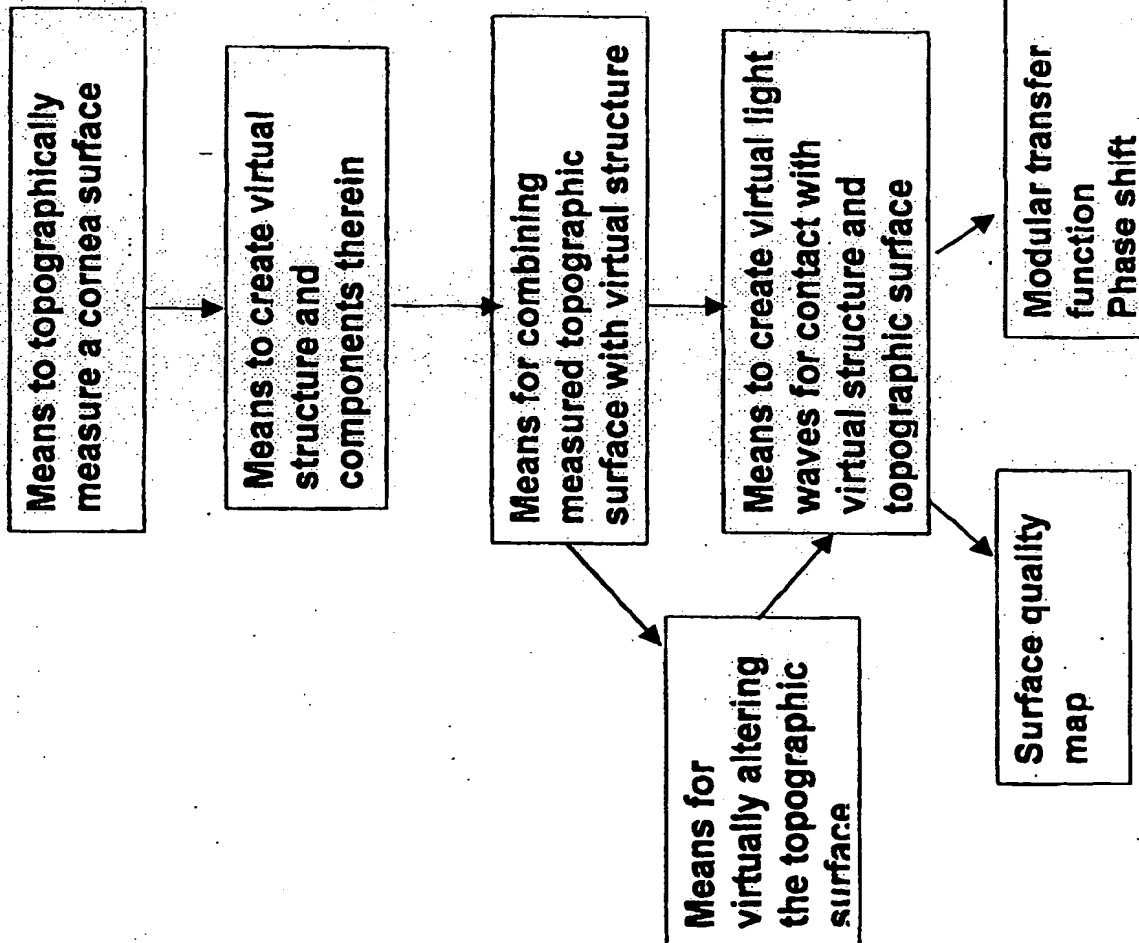 Means to topographically
measure a cornea surface
Means to create virtual
structure and
components therein
Means for combining
measured topographic
surface with virtual structure
Means for
virtually altering
the topographic
surface
Means to create virtual light
waves for contact with
virtual structure and
topographic surface
Surface quality
map
Modular transfer
function
Phase shift